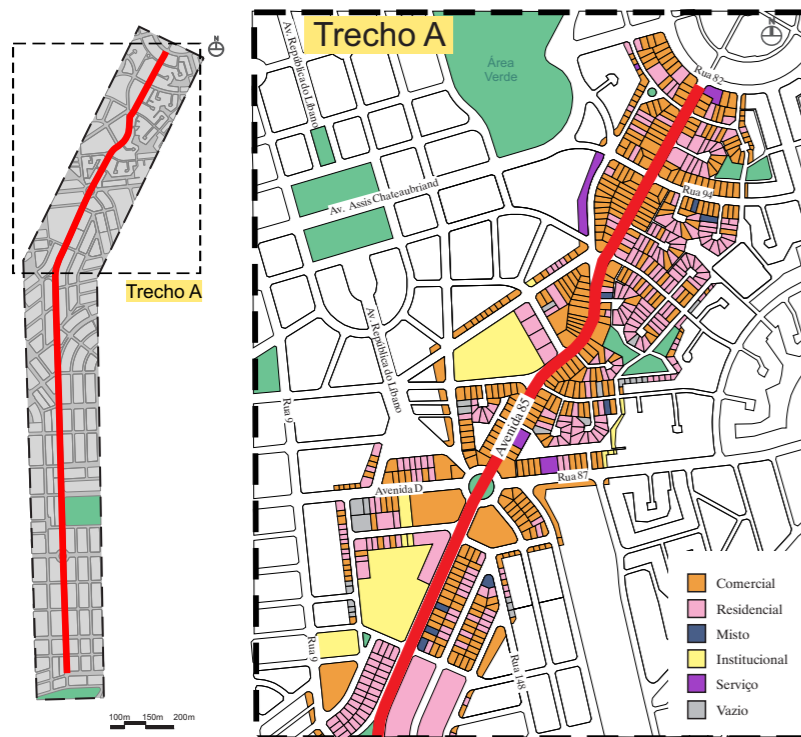 N
Trecho A
100m 150m 200m
Trecho A
N
Av. República do Líbano
Área
Verde
Rua 82
Av. Assis Chateaubriand
Rua 94
Av. República do Líbano
Rua 9
Avenida 85
Avenida D
Rua 87
Rua 9
Rua 148
Comercial
Residencial
Misto
Institucional
Serviço
Vazio